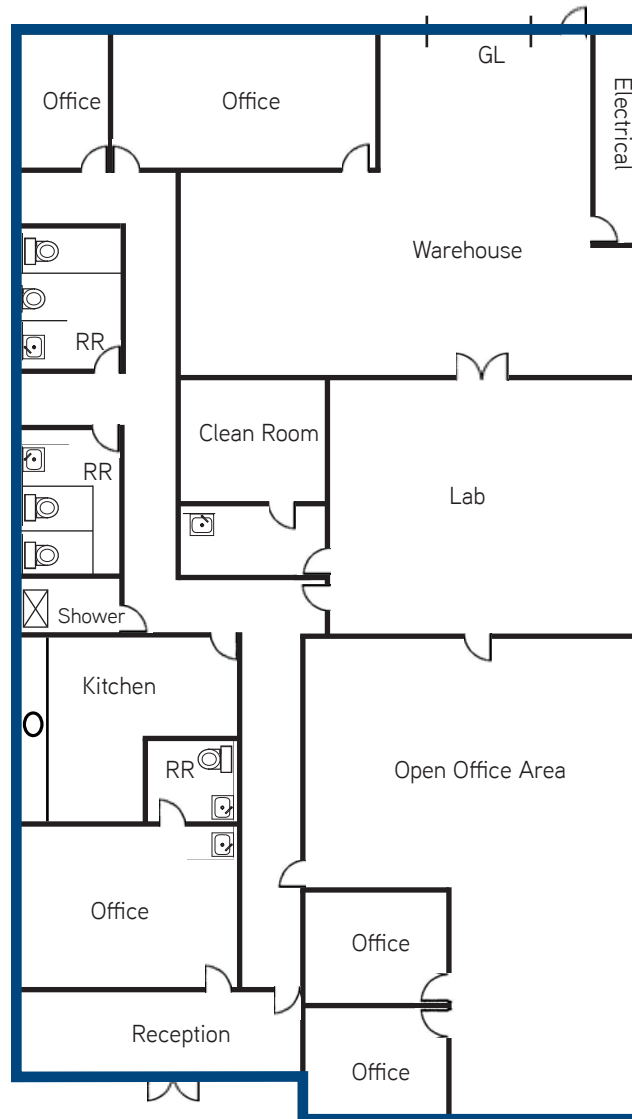 GL
Office
Office
Electrical
Warehouse
RR
Clean Room
RR
Lab
Shower
Kitchen
RR
Open Office Area
Office
Office
Reception
Office